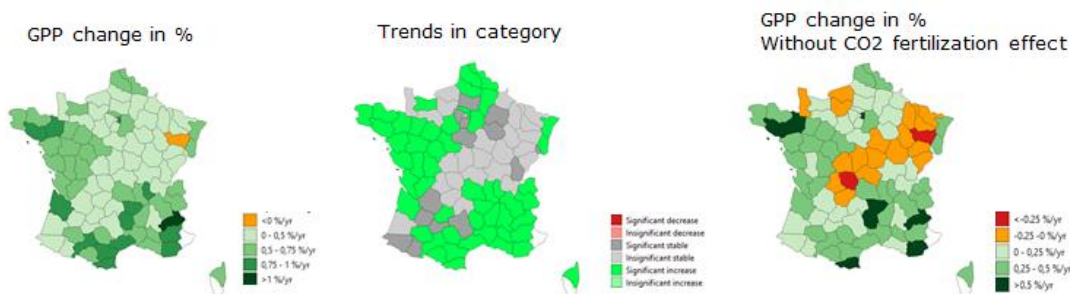 GPP change in %
Trends in category
GPP change in %
Without CO2 fertilization effect
<0 %/yr
0 - 0,5 %/yr
0,5 - 0,75 %/yr
0,75 - 1 %/yr
>1 %/yr
Significant decrease
Insignificant decrease
Significant stable
Insignificant stable
Significant increase
Insignificant increase
<-0.25 %/yr
-0.25 -0 %/yr
0 - 0,25 %/yr
0,25 - 0,5 %/yr
>0.5 %/yr